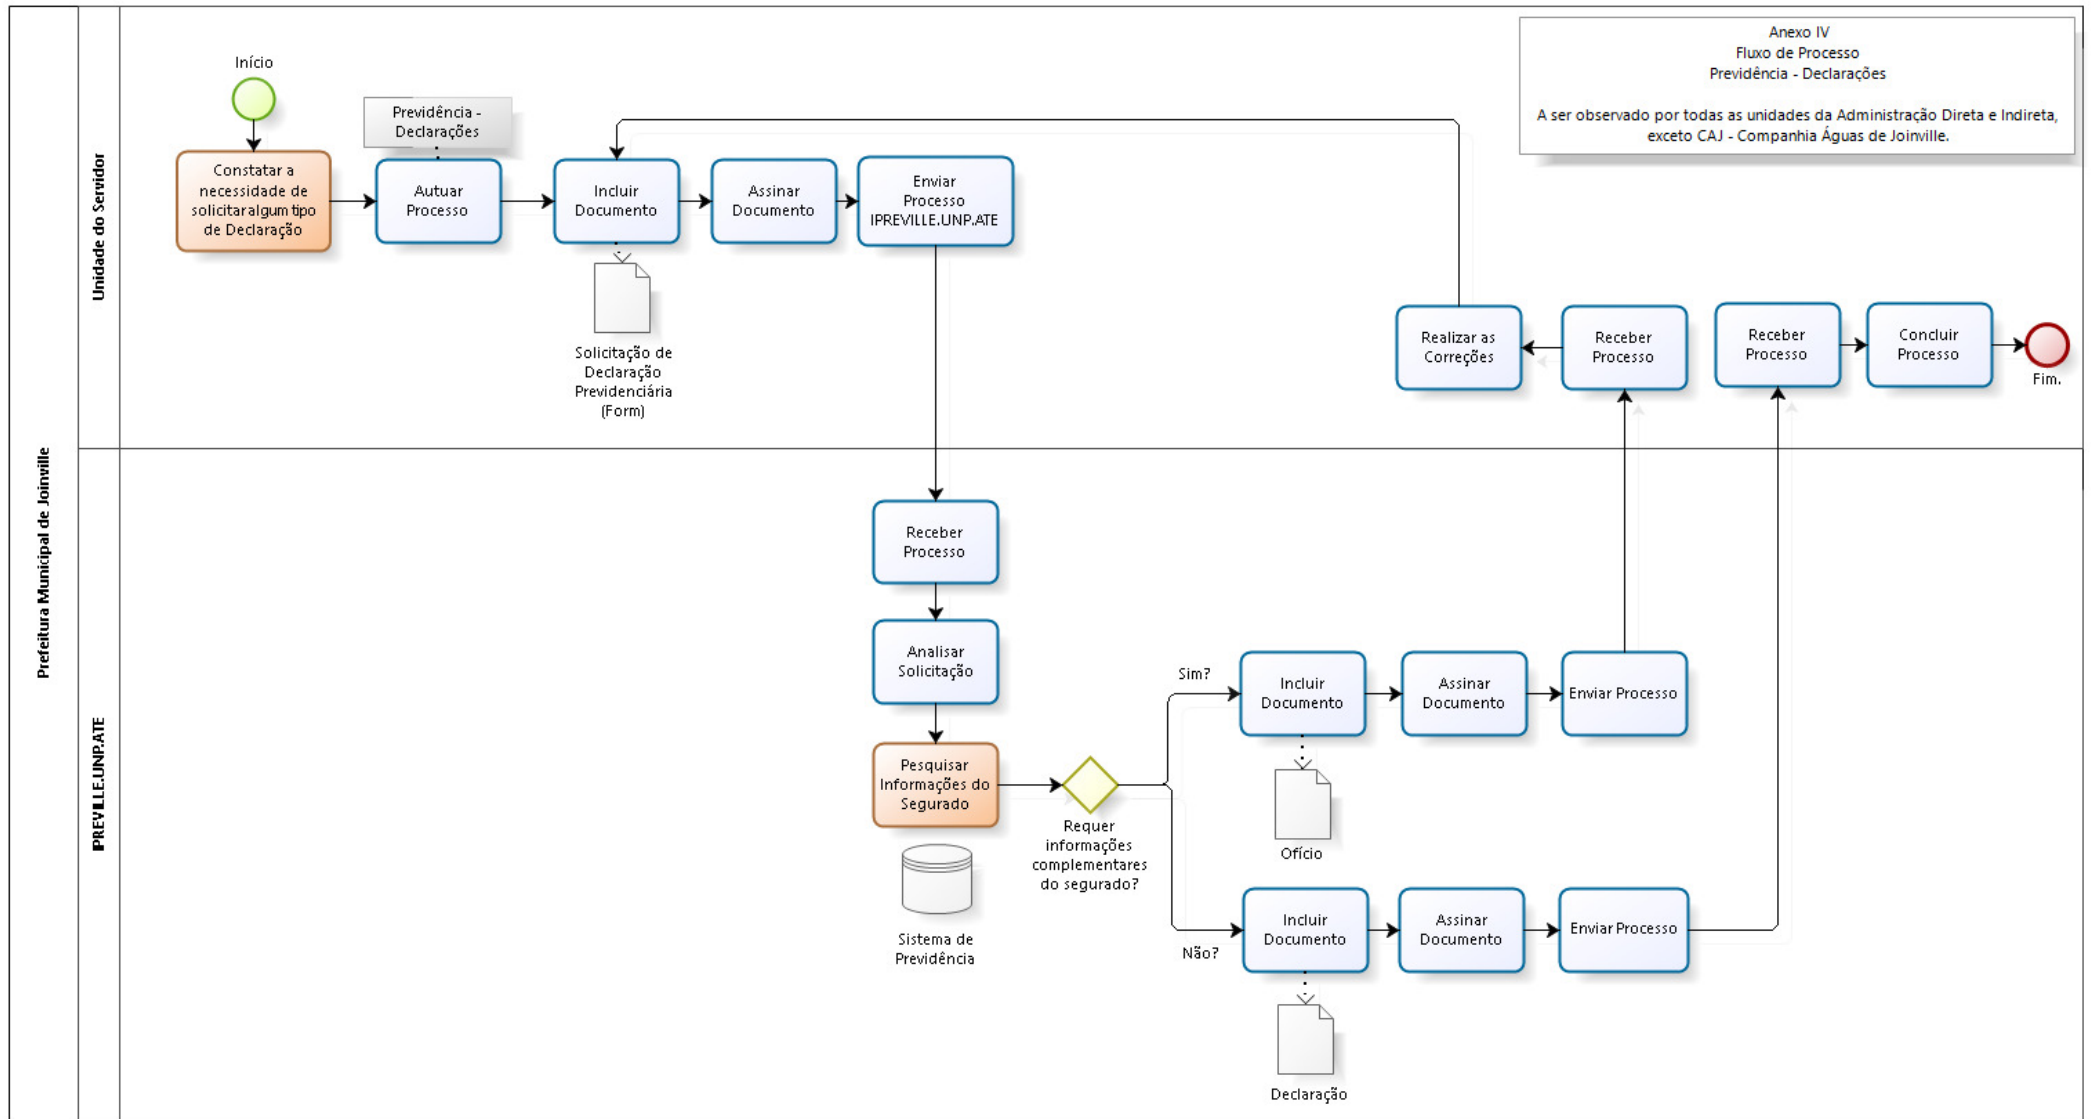 Anexo IV
Fluxo de Processo
Previdência - Declarações
A ser observado por todas as unidades da Administração Direta e Indireta,
exceto CAJ - Companhia Águas de Joinville.
Prefeitura Municipal de Joinville
Unidade do Servidor
Início
Constatar a
necessidade de
solicitar algum tipo
de Declaração
Previdência -
Declarações
Autuar
Processo
Incluir
Documento
Solicitação de
Declaração
Previdenciária
(Form)
Assinar
Documento
Enviar
Processo
IPREVILLE.UNP.ATE
Realizar as
Correções
Receber
Processo
Receber
Processo
Concluir
Processo
Fim.
IPREVILLE.UNP.ATE
Receber
Processo
Analisar
Solicitação
Pesquisar
Informações do
Segurado
Sistema de
Previdência
Requer
informações
complementares
do segurado?
Sim?
Incluir
Documento
Ofício
Assinar
Documento
Enviar Processo
Não?
Incluir
Documento
Declaração
Assinar
Documento
Enviar Processo